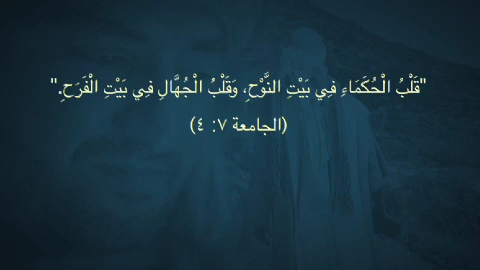 "قَلْبُ الْحُكَمَاءِ فِي بَيْتِ النَّوْحِ، وَقَلْبُ الْجُهَّالِ فِي بَيْتِ الْفَرَحِ."
(الجامعة ٧: ٤)